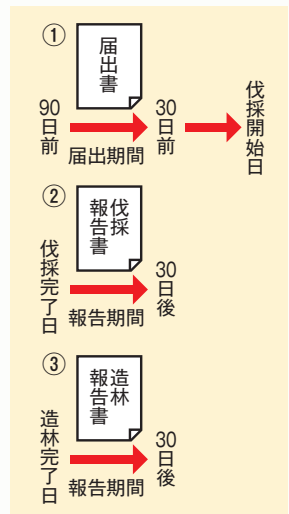 ①
届出書
90日前
届出期間
30日前
伐採開始日
②
伐採
報告書
伐採完了日
報告期間
30日後
③
造林
報告書
造林完了日
報告期間
30日後